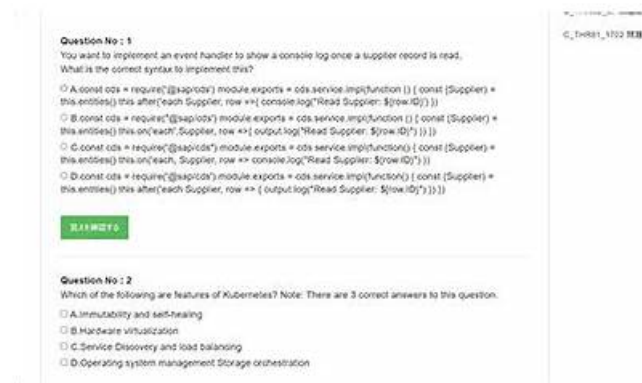 C_THR81_1702
Question No : 1
You want to implement an event handler to show a console log once a supplier record is read.
What is the correct syntax to implement this?
A.const cds = require('@sap/cds') module.exports = cds.service.impl(function () { const {Supplier} =
this.entities() this after('each Supplier, row =>{ console.log("Read Supplier: ${row.ID}') })
B.const cds = require("@sap/cds') module.exports = cds.service.impl(function () { const {Supplier} =
this.entities() this.on('each',Supplier, row =>{ output.log("Read Supplier: ${row.ID}") }) })
C.const cds = require('@sap/cds") module.exports = cds.service.impl(function() { const {Supplier} =
this.entities() this.on('each, Supplier, row => console.log("Read Supplier: ${row.ID}") })
D.const cds = require('@sap/cds') module.exports = cds.service.impl(function() { const {Supplier} =
this.entities() this after('each Supplier, row => { output.log("Read Supplier: ${row.ID}") }) })
Question No : 2
Which of the following are features of Kubernetes? Note: There are 3 correct answers to this question.
A.Immutability and self-healing
B.Hardware virtualization
C.Service Discovery and load balancing
D.Operating system management Storage orchestration